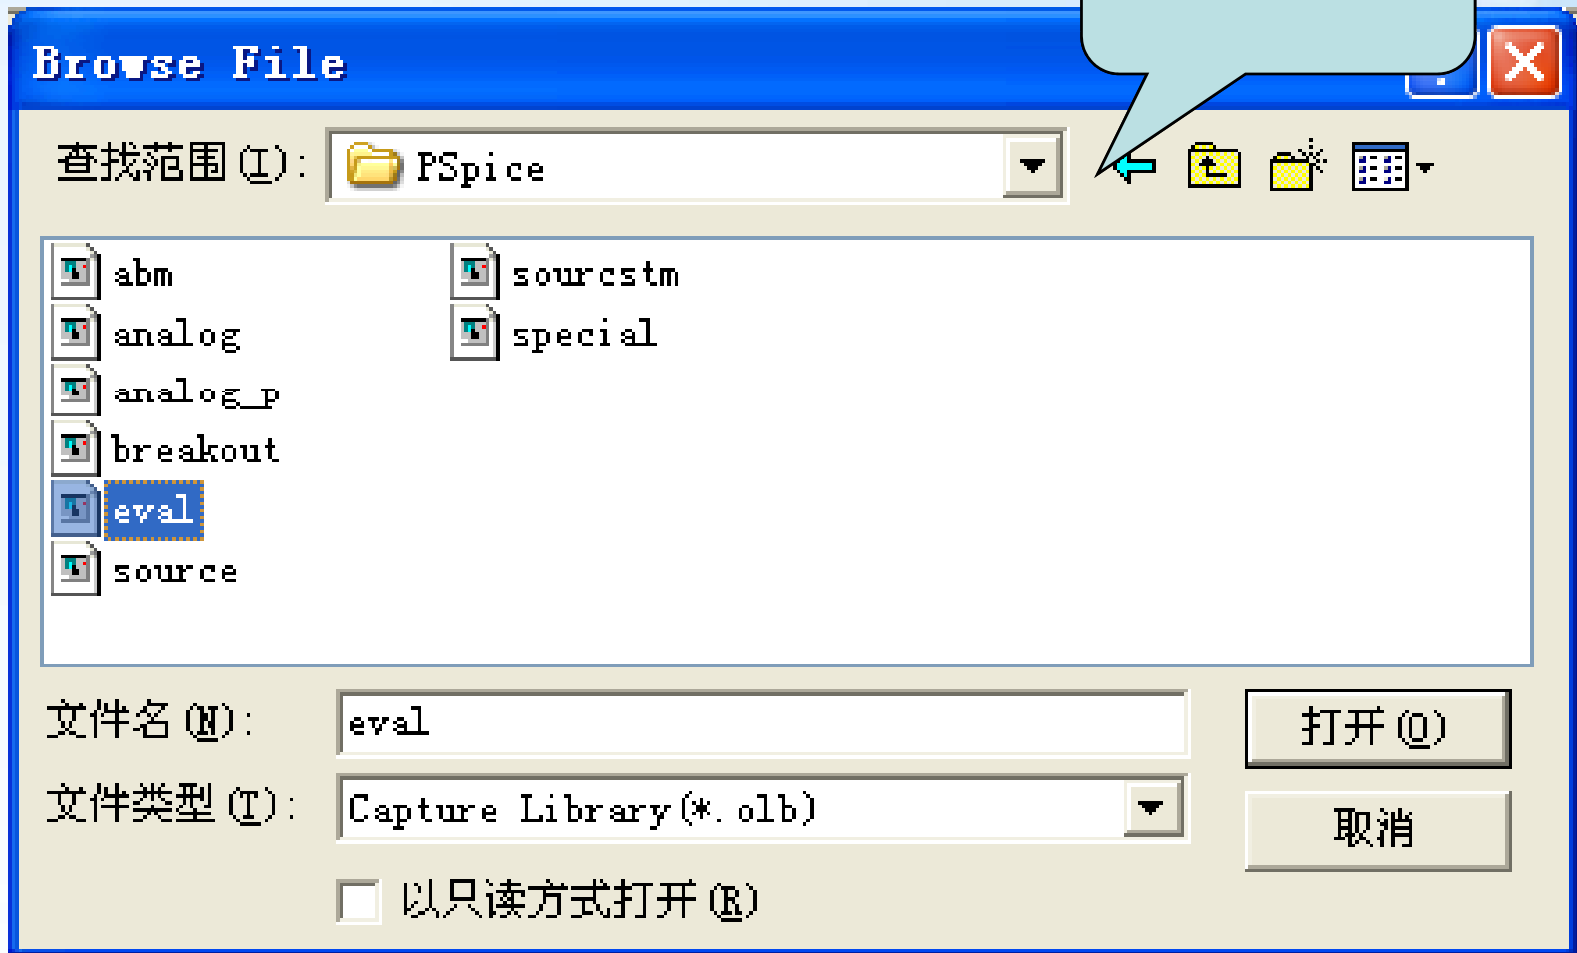 Browse File
查找范围(I): PSpice
abm
analog
analog_p
breakout
eval
source
sourcstm
special
文件名(N): eval 打开(O)
文件类型(T): Capture Library(*.olb) 取消
以只读方式打开(R)